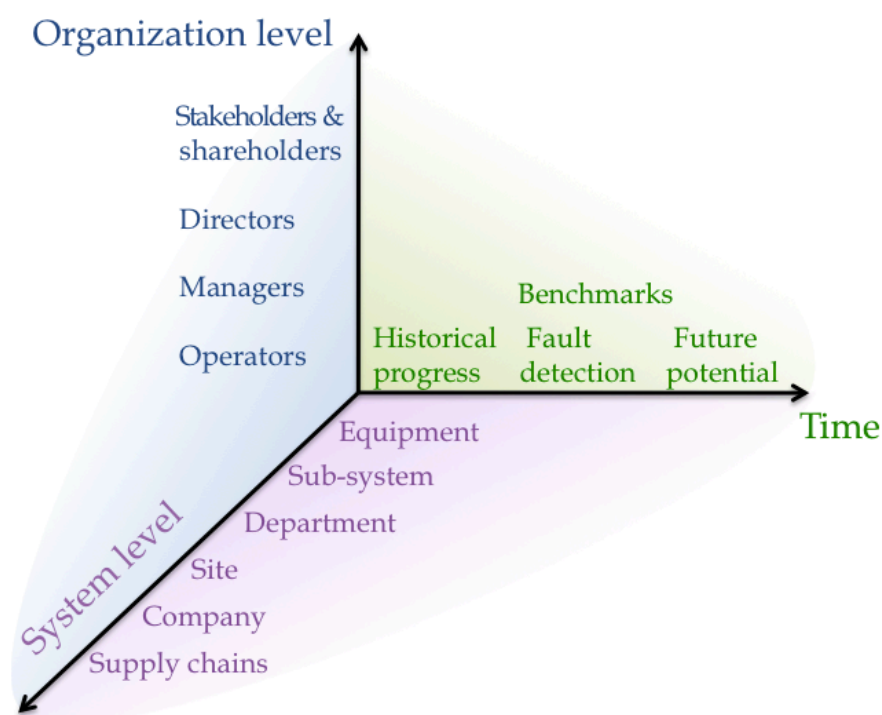 Organization level
Stakeholders &
shareholders
Directors
Managers
Operators
Benchmarks
Historical
progress
Fault
detection
Future
potential
Time
Equipment
Sub-system
Department
Site
Company
Supply chains
System level